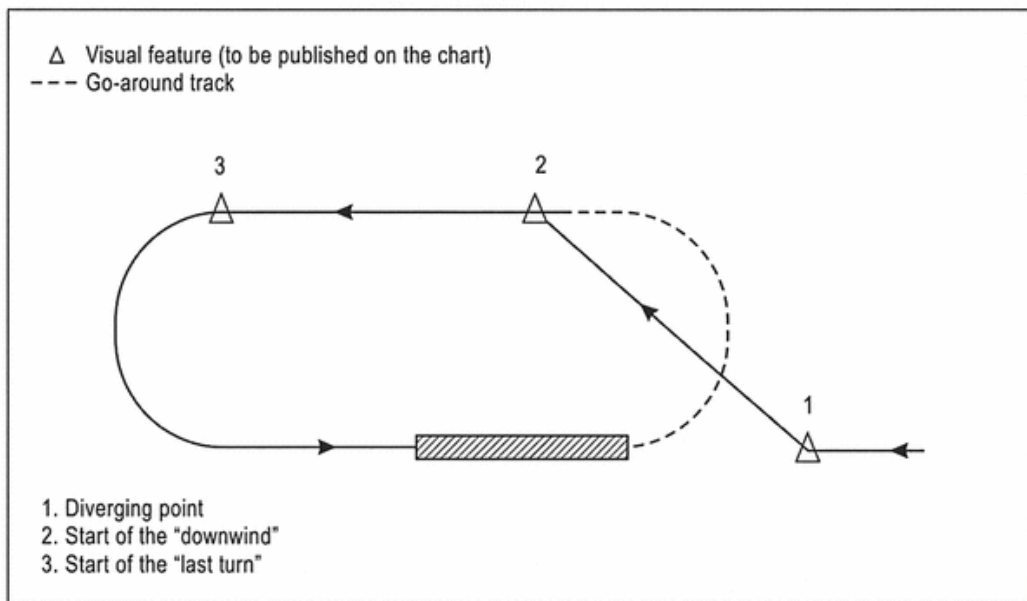 Visual feature (to be published on the chart)
Go-around track
3
2
1
1. Diverging point
2. Start of the “downwind”
3. Start of the “last turn”